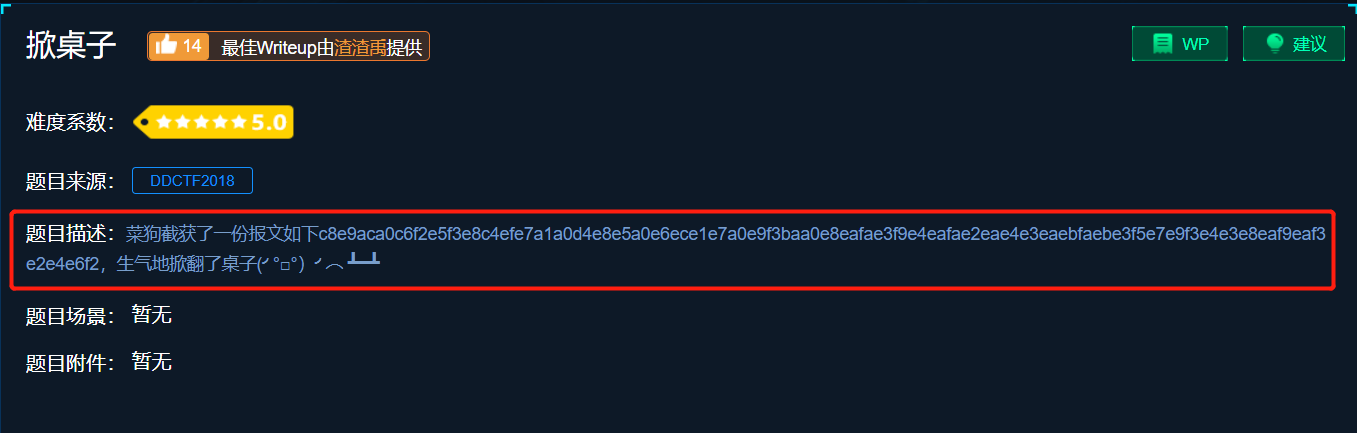 掀桌子 14 最佳Writeup由渣渣禹提供 WP 建议
难度系数： 5.0
题目来源： DDCTF2018
题目描述：菜狗截获了一份报文如下c8e9aca0c6f2e5f3e8c4efe7a1a0d4e8e5a0e6ece1e7a0e9f3baa0e8eafae3f9e4eafae2eae4e3eaebfaebe3f5e7e9f3e4e3e8eaf9eaf3
e2e4e6f2，生气地掀翻了桌子(╯°□°）╯︵ ┻━┻
题目场景： 暂无
题目附件： 暂无